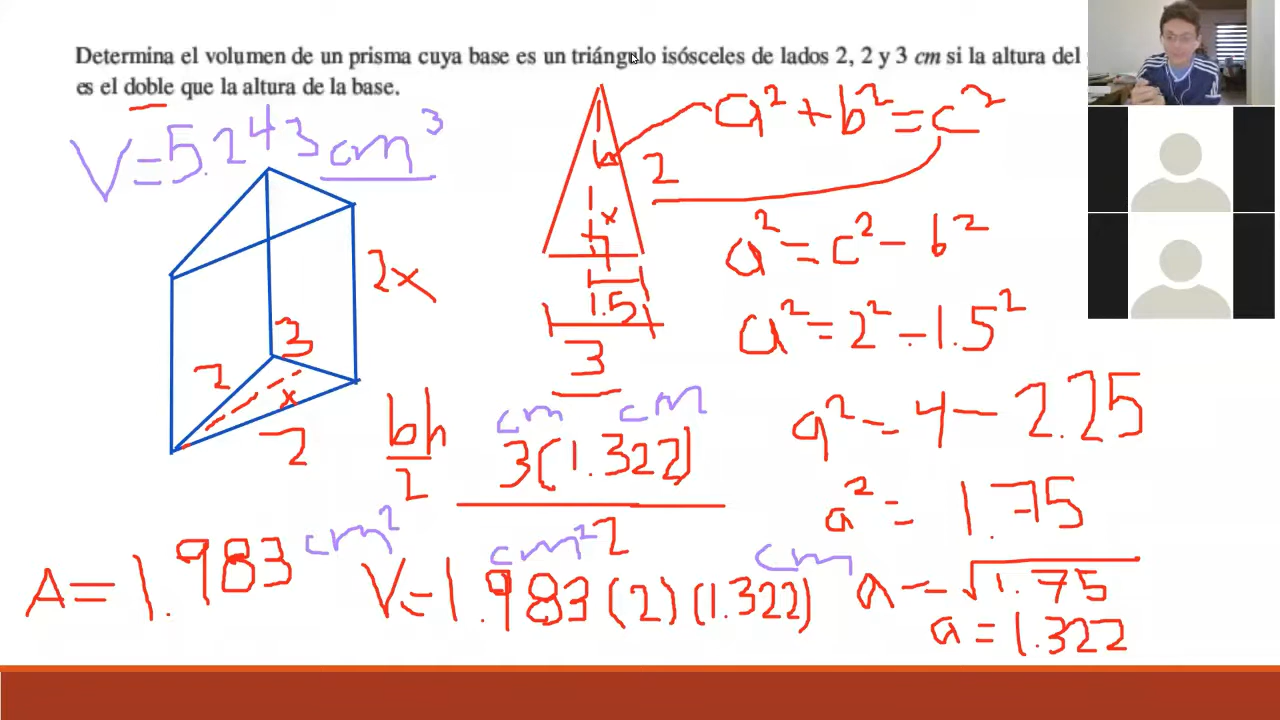 Determina el volumen de un prisma cuya base es un triángulo isósceles de lados 2, 2 y 3 cm si la altura del
es el doble que la altura de la base.
V=5.243 cm³
a²+b²=c²
2
x
1.5
3
a²=c²-b²
a²=2²-1.5²
a²=4-2.25
a²=1.75
a=√1.75
a=1.322
2x
3
2
x
2
bh
2
cm cm
3(1.322)
2
A=1.983 cm²
cm² cm
V=1.983(2)(1.322)